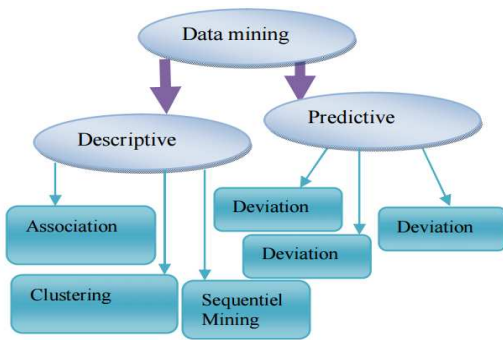 Data mining
Descriptive
Predictive
Association
Clustering
Sequentiel
Mining
Deviation
Deviation
Deviation